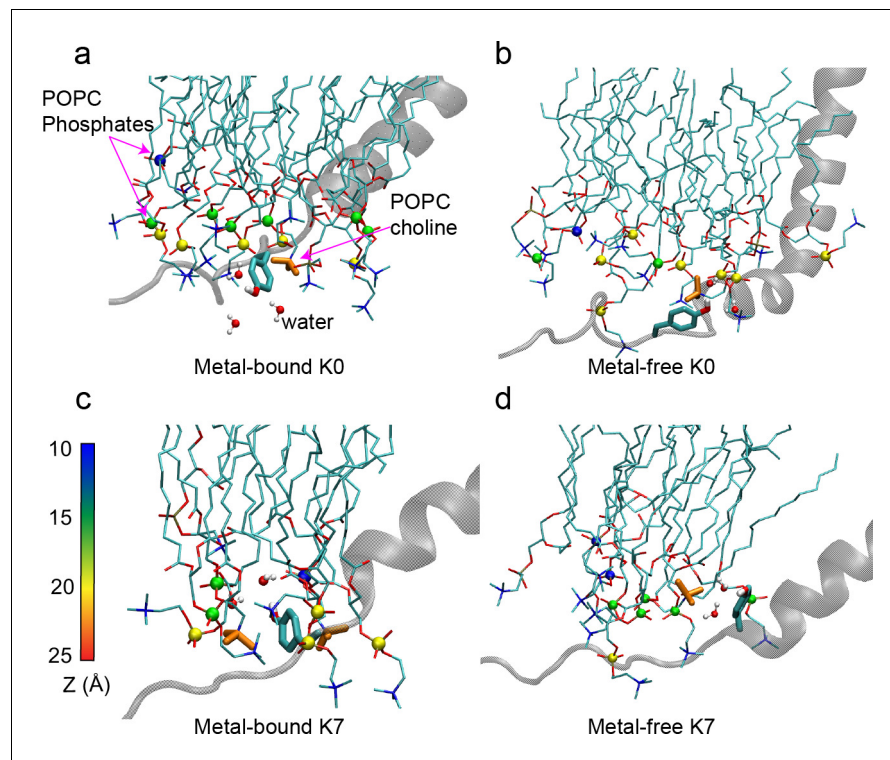 a
b
POPC
Phosphates
POPC
choline
water
Metal-bound K0
Metal-free K0
c
d
10
15
20
25
Z (Å)
Metal-bound K7
Metal-free K7